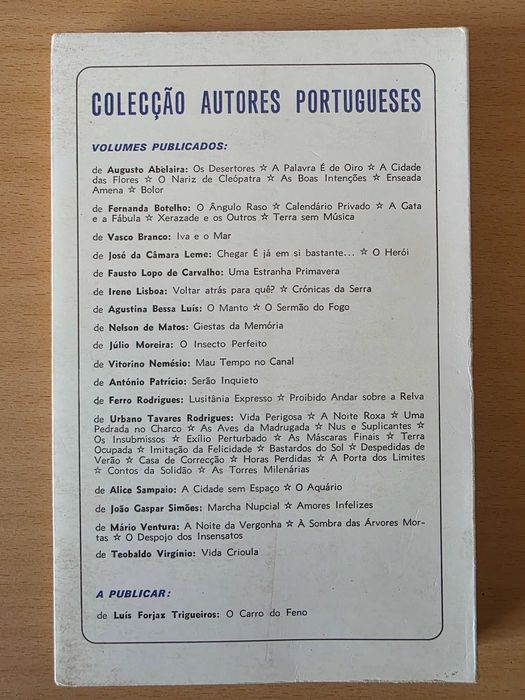 COLECÇÃO AUTORES PORTUGUESES
VOLUMES PUBLICADOS:
de Augusto Abelaira: Os Desertores ☆ A Palavra É de Oiro ☆ A Cidade
das Flores ☆ O Nariz de Cleópatra ☆ As Boas Intenções ☆ Enseada
Amena ☆ Bolor
de Fernanda Botelho: O Ângulo Raso ☆ Calendário Privado ☆ A Gata
e a Fábula ☆ Xerazade e os Outros ☆ Terra sem Música
de Vasco Branco: Iva e o Mar
de José da Câmara Leme: Chegar É já em si bastante... ☆ O Herói
de Fausto Lopo de Carvalho: Uma Estranha Primavera
de Irene Lisboa: Voltar atrás para quê? ☆ Crónicas da Serra
de Agustina Bessa Luís: O Manto ☆ O Sermão do Fogo
de Nelson de Matos: Giestas da Memória
de Júlio Moreira: O Insecto Perfeito
de Vitorino Nemésio: Mau Tempo no Canal
de António Patrício: Serão Inquieto
de Ferro Rodrigues: Lusitânia Expresso ☆ Proibido Andar sobre a Relva
de Urbano Tavares Rodrigues: Vida Perigosa ☆ A Noite Roxa ☆ Uma
Pedrada no Charco ☆ As Aves da Madrugada ☆ Nus e Suplicantes ☆
Os Insubmissos ☆ Exílio Perturbado ☆ As Máscaras Finais ☆ Terra
Ocupada ☆ Imitação da Felicidade ☆ Bastardos do Sol ☆ Despedidas de
Verão ☆ Casa de Correcção ☆ Horas Perdidas ☆ A Porta dos Limites
☆ Contos da Solidão ☆ As Torres Milenárias
de Alice Sampaio: A Cidade sem Espaço ☆ O Aquário
de João Gaspar Simões: Marcha Nupcial ☆ Amores Infelizes
de Mário Ventura: A Noite da Vergonha ☆ À Sombra das Árvores Mor-
tas ☆ O Despojo dos Insensatos
de Teobaldo Virgínio: Vida Crioula
A PUBLICAR:
de Luís Forjaz Trigueiros: O Carro do Feno